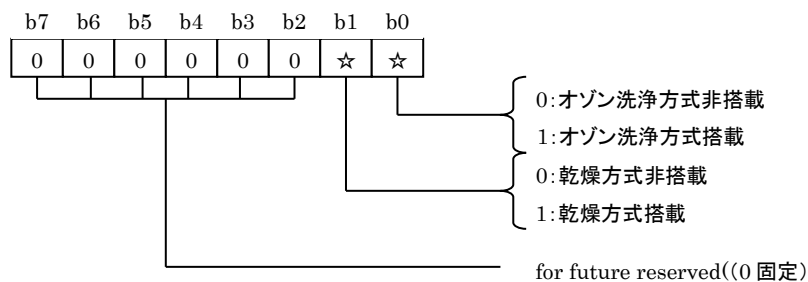 b7 b6 b5 b4 b3 b2 b1 b0
0 0 0 0 0 0 ☆ ☆
0:オゾン洗浄方式非搭載
1:オゾン洗浄方式搭載
0:乾燥方式非搭載
1:乾燥方式搭載
for future reserved((0 固定)